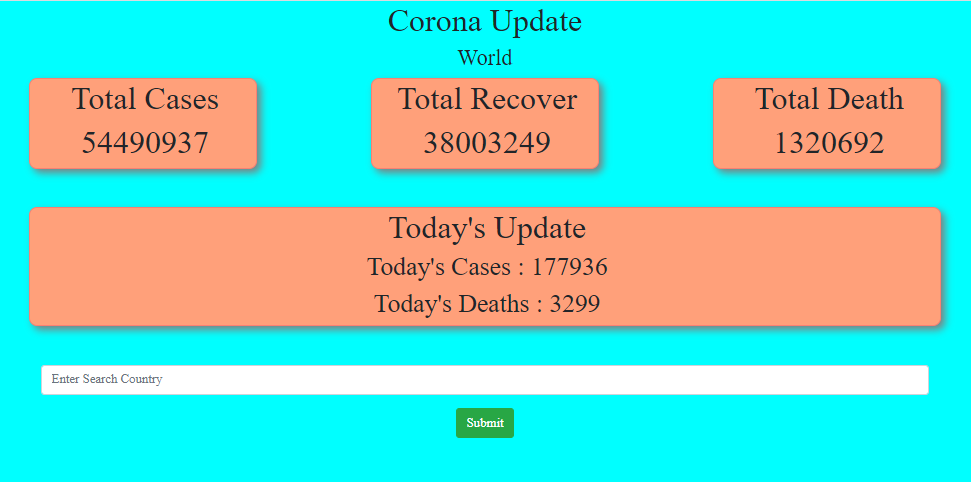 Corona Update
World
Total Cases
54490937
Total Recover
38003249
Total Death
1320692
Today's Update
Today's Cases : 177936
Today's Deaths : 3299
Enter Search Country
Submit